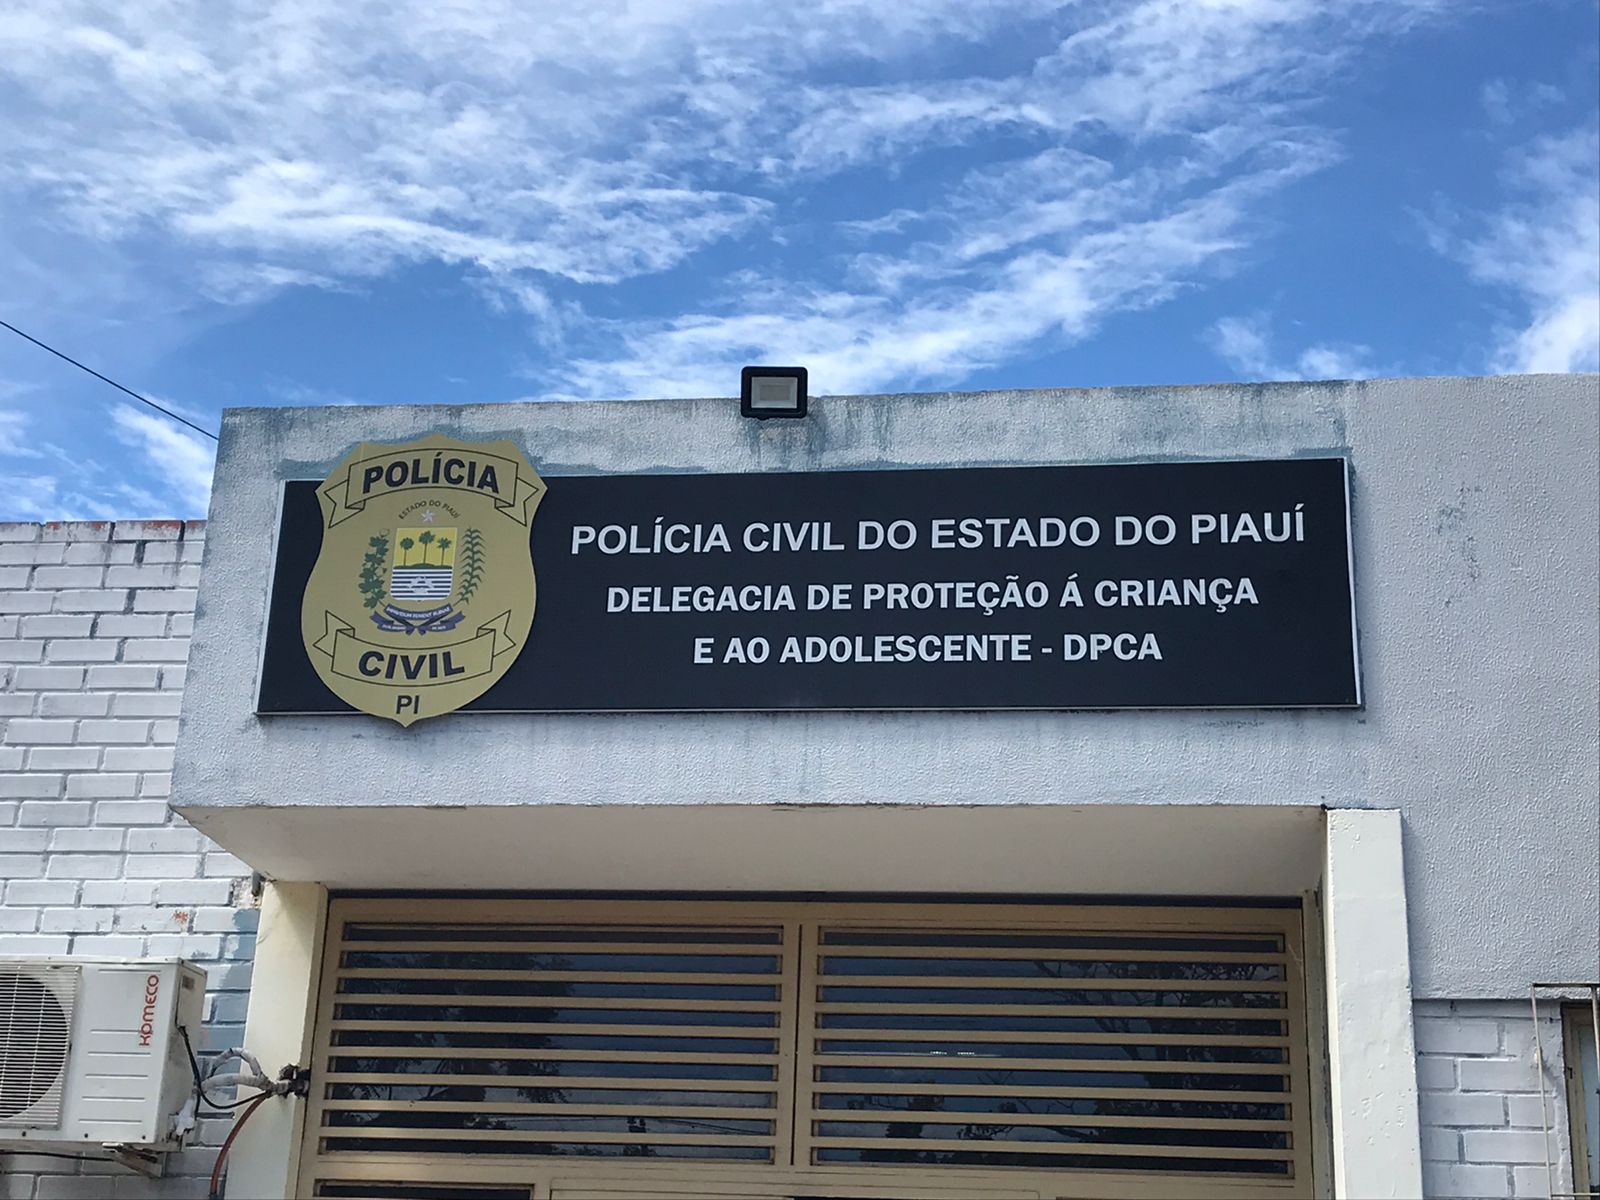 POLÍCIA
ESTADO DO PIAUÍ
CIVIL
PI
POLÍCIA CIVIL DO ESTADO DO PIAUÍ
DELEGACIA DE PROTEÇÃO Á CRIANÇA
E AO ADOLESCENTE - DPCA
KOMECO